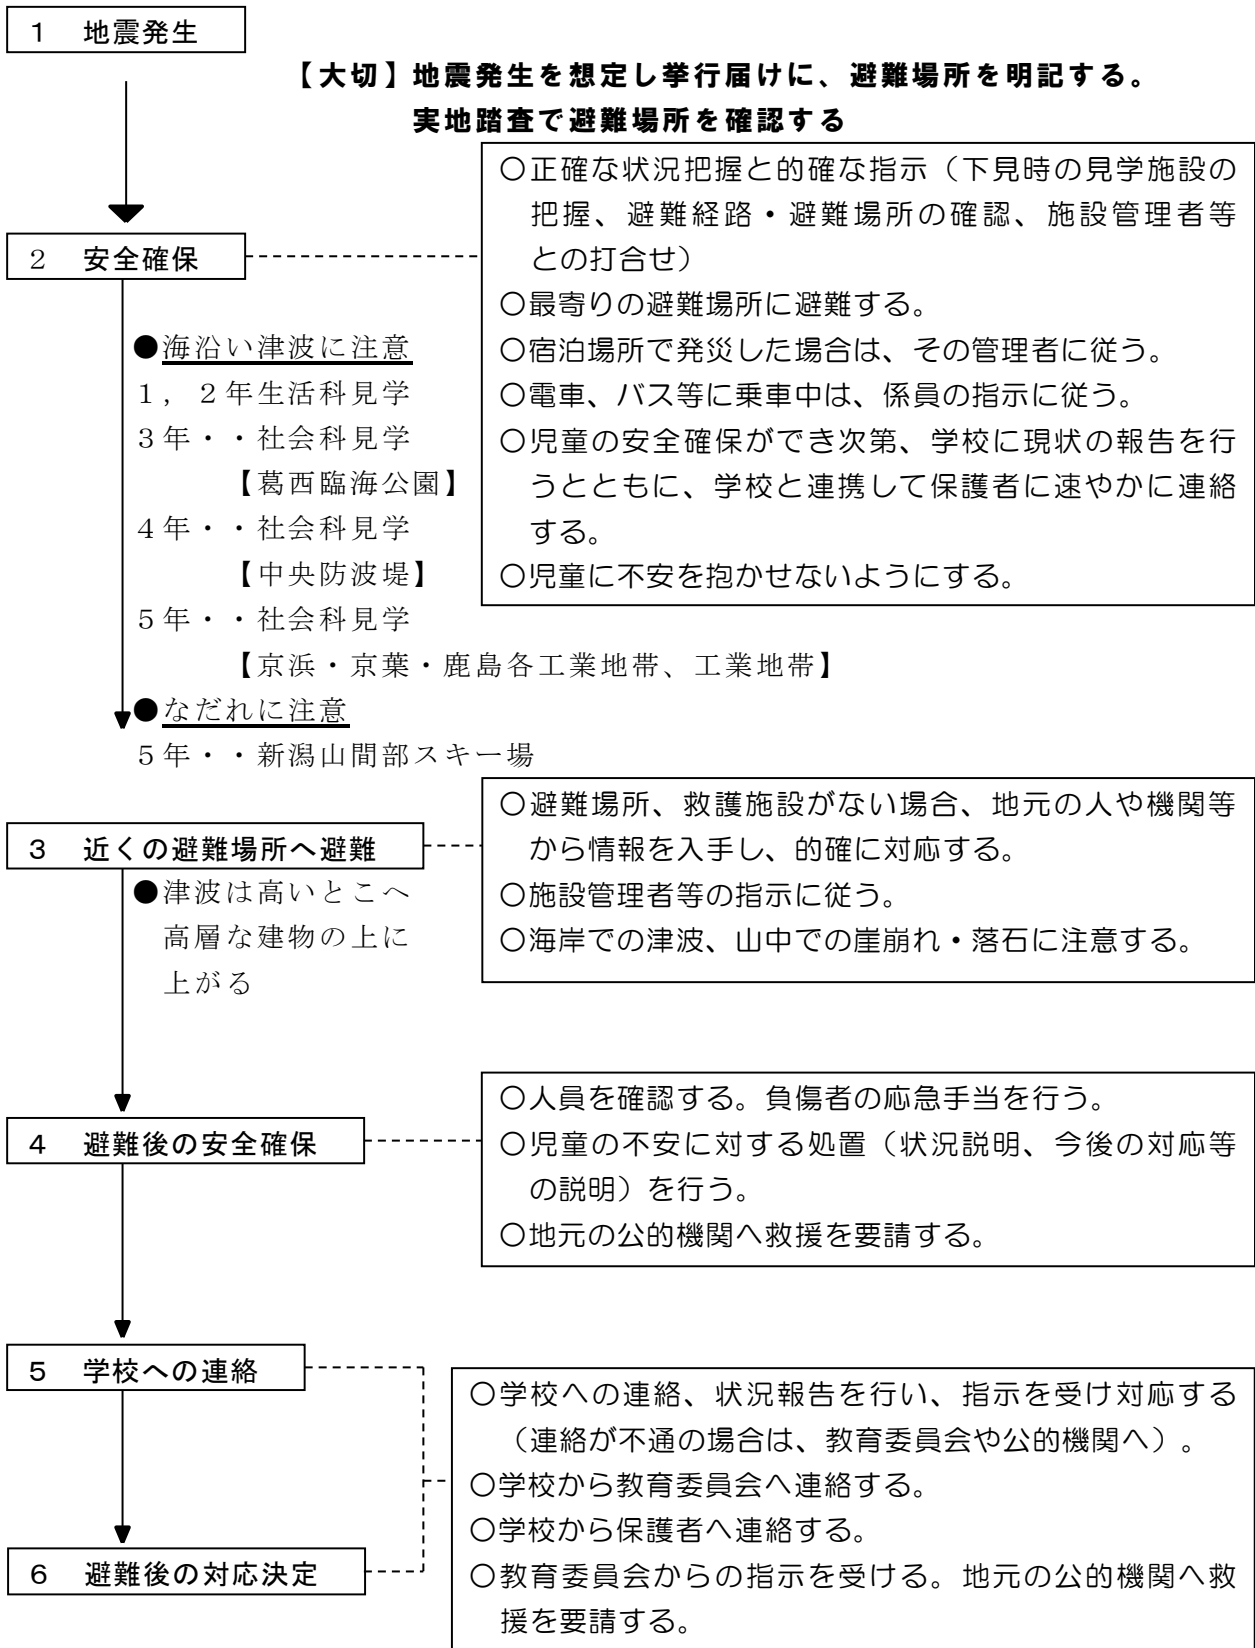 １　地震発生
【大切】地震発生を想定し挙行届けに、避難場所を明記する。
実地踏査で避難場所を確認する
２　安全確保
○正確な状況把握と的確な指示（下見時の見学施設の
把握、避難経路・避難場所の確認、施設管理者等
との打合せ）
○最寄りの避難場所に避難する。
○宿泊場所で発災した場合は、その管理者に従う。
○電車、バス等に乗車中は、係員の指示に従う。
○児童の安全確保ができ次第、学校に現状の報告を行
うとともに、学校と連携して保護者に速やかに連絡
する。
○児童に不安を抱かせないようにする。
●海沿い津波に注意
１，２年生活科見学
３年・・社会科見学
【葛西臨海公園】
４年・・社会科見学
【中央防波堤】
５年・・社会科見学
【京浜・京葉・鹿島各工業地帯、工業地帯】
●なだれに注意
５年・・新潟山間部スキー場
３　近くの避難場所へ避難
●津波は高いとこへ
高層な建物の上に
上がる
○避難場所、救護施設がない場合、地元の人や機関等
から情報を入手し、的確に対応する。
○施設管理者等の指示に従う。
○海岸での津波、山中での崖崩れ・落石に注意する。
４　避難後の安全確保
○人員を確認する。負傷者の応急手当を行う。
○児童の不安に対する処置（状況説明、今後の対応等
の説明）を行う。
○地元の公的機関へ救援を要請する。
５　学校への連絡
○学校への連絡、状況報告を行い、指示を受け対応する
（連絡が不通の場合は、教育委員会や公的機関へ）。
○学校から教育委員会へ連絡する。
○学校から保護者へ連絡する。
○教育委員会からの指示を受ける。地元の公的機関へ救
援を要請する。
６　避難後の対応決定